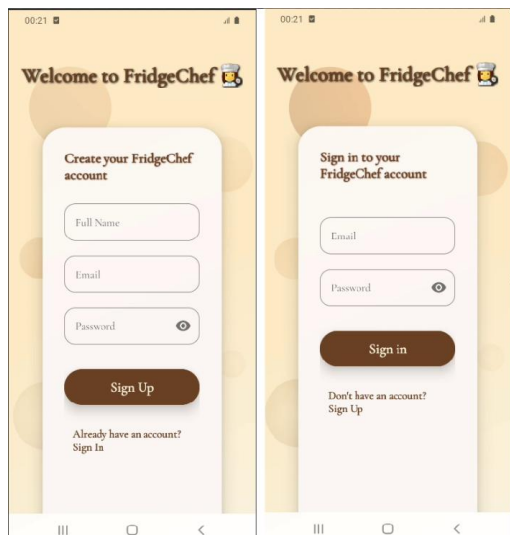 00:21
Welcome to FridgeChef
Create your FridgeChef
account
Full Name
Email
Password
Sign Up
Already have an account?
Sign In
00:21
Welcome to FridgeChef
Sign in to your
FridgeChef account
Email
Password
Sign in
Don't have an account?
Sign Up